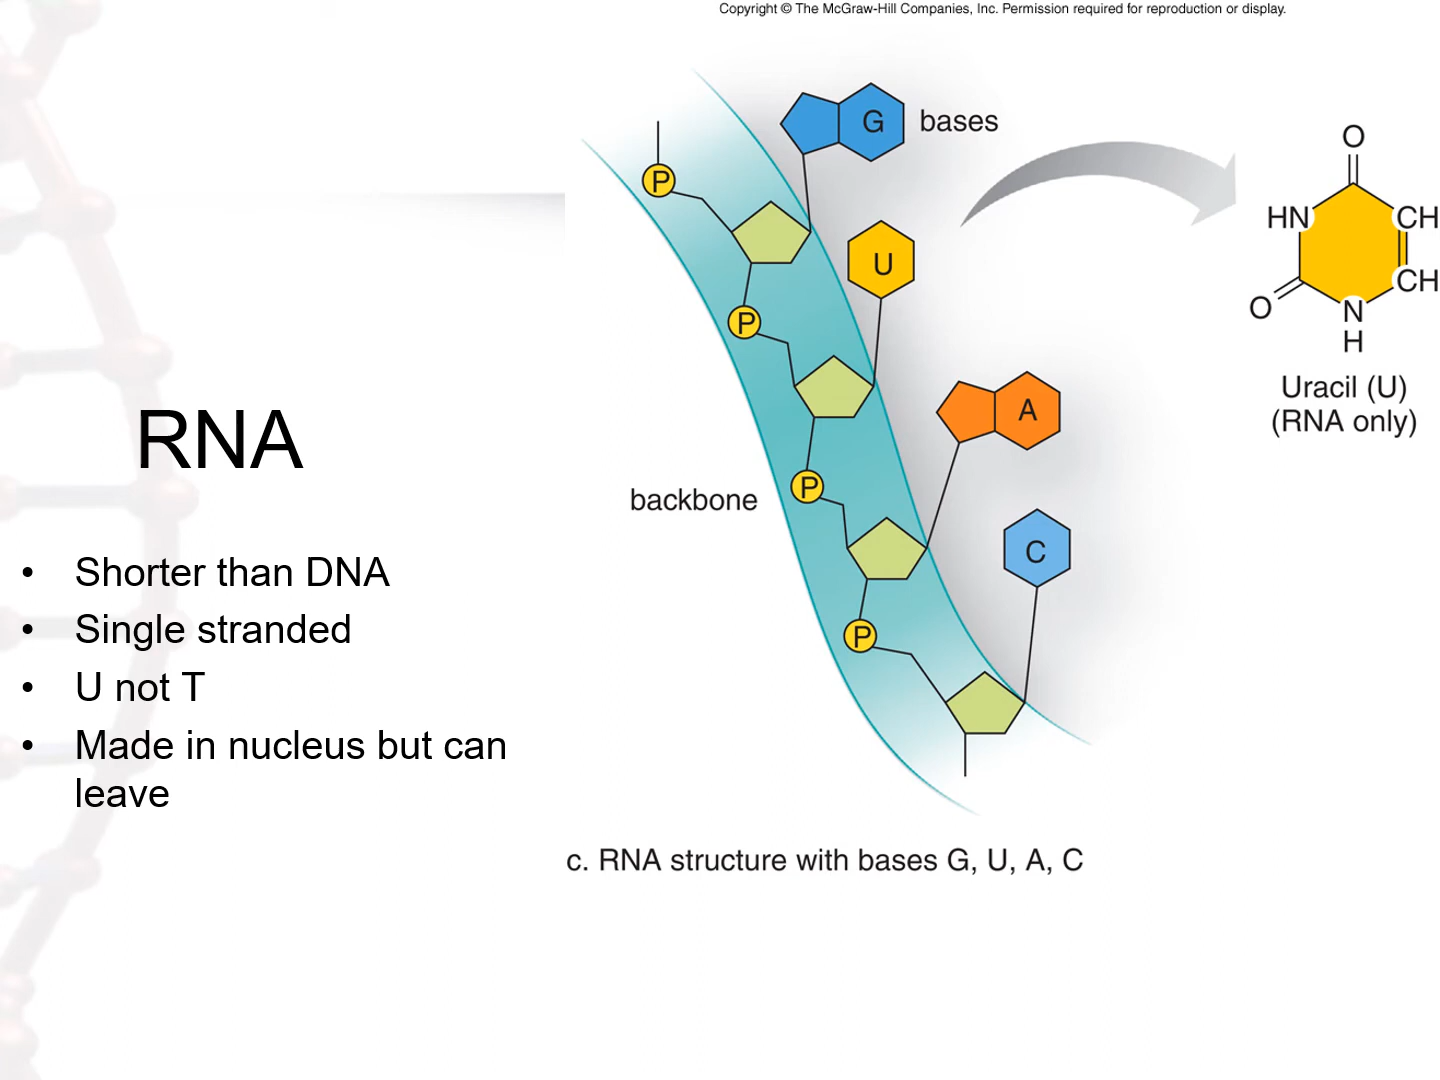 Copyright © The McGraw-Hill Companies, Inc. Permission required for reproduction or display.
RNA
• Shorter than DNA
• Single stranded
• U not T
• Made in nucleus but can
leave
G
bases
P
U
P
A
backbone
P
C
P
O
HN
CH
CH
O
N
H
Uracil (U)
(RNA only)
c. RNA structure with bases G, U, A, C